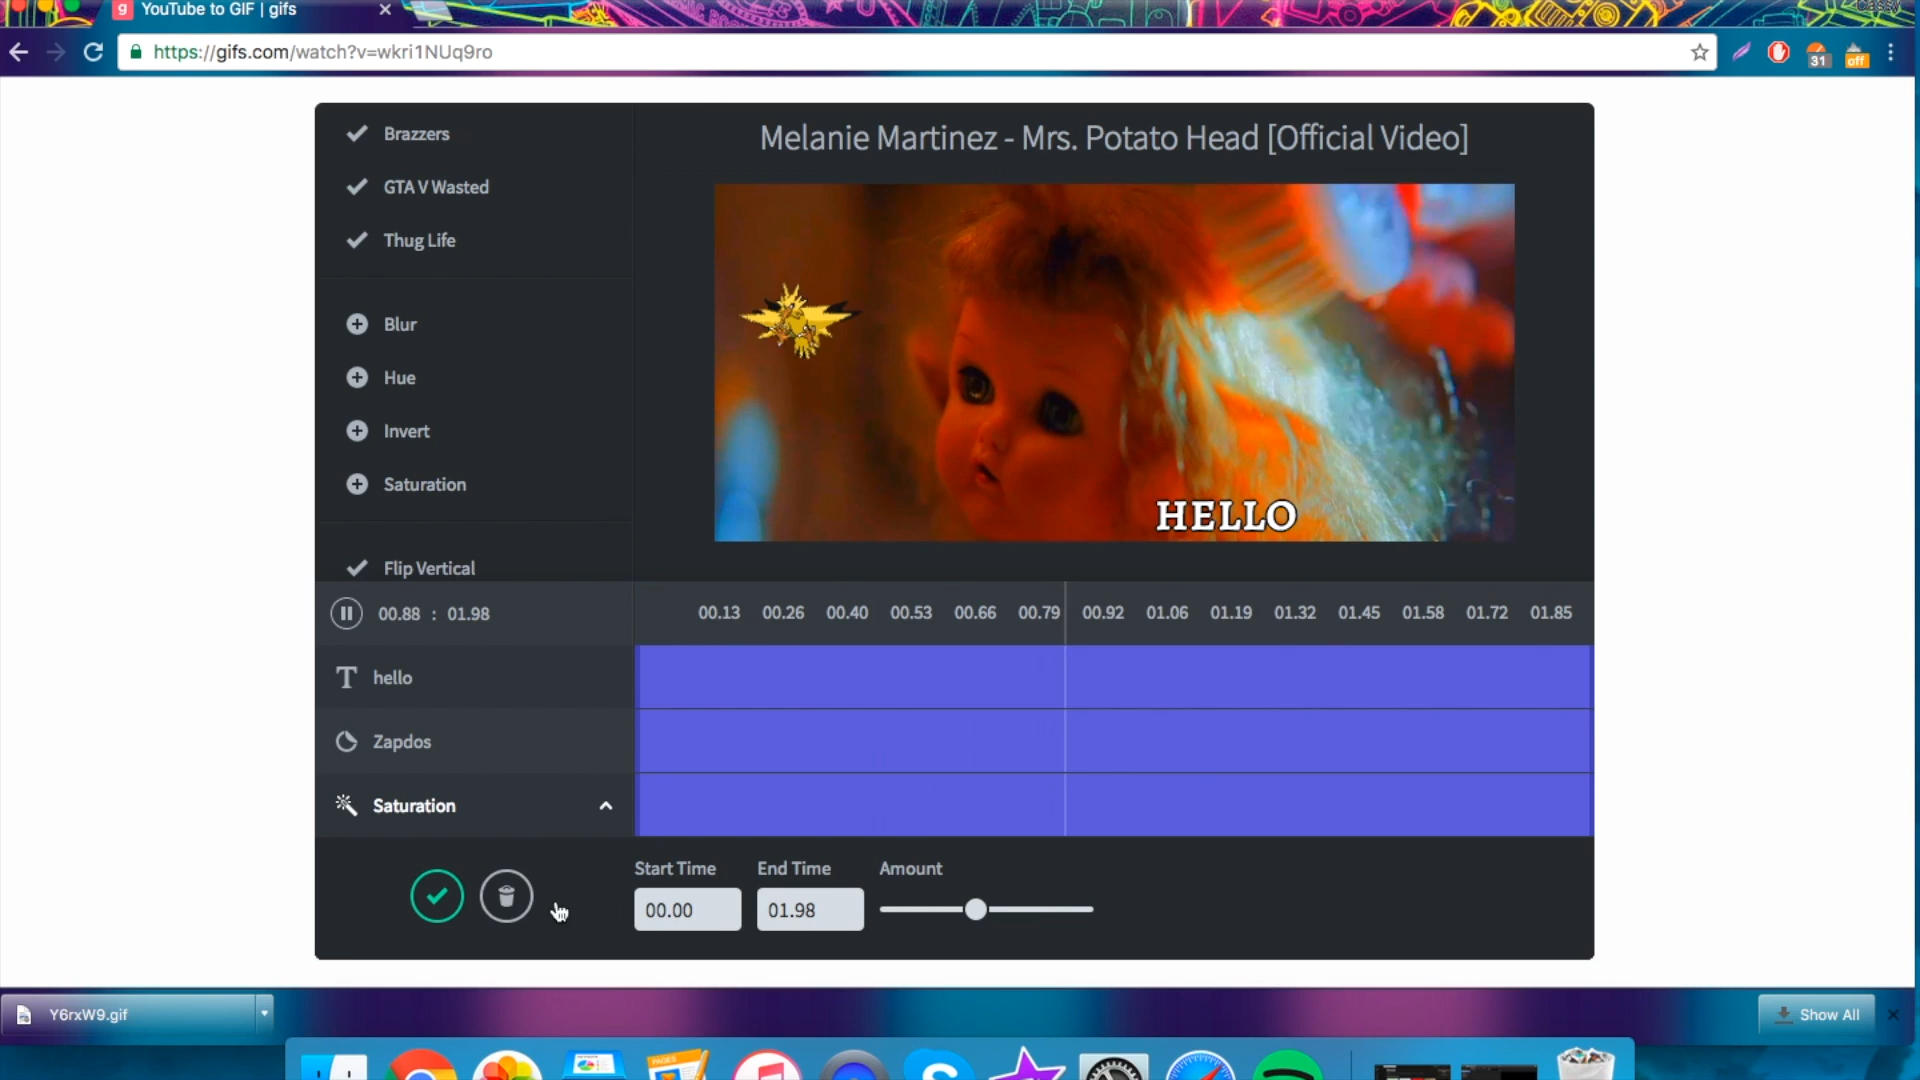 YouTube to GIF | gifs
https://gifs.com/watch?v=wkri1NUq9ro
31
off
Brazzers
GTA V Wasted
Thug Life
Blur
Hue
Invert
Saturation
Flip Vertical
Melanie Martinez - Mrs. Potato Head [Official Video]
HELLO
00.88 : 01.98
00.13 00.26 00.40 00.53 00.66 00.79 00.92 01.06 01.19 01.32 01.45 01.58 01.72 01.85
hello
Zapdos
Saturation
Start Time End Time Amount
00.00 01.98
Y6rxW9.gif
Show All
PAGES